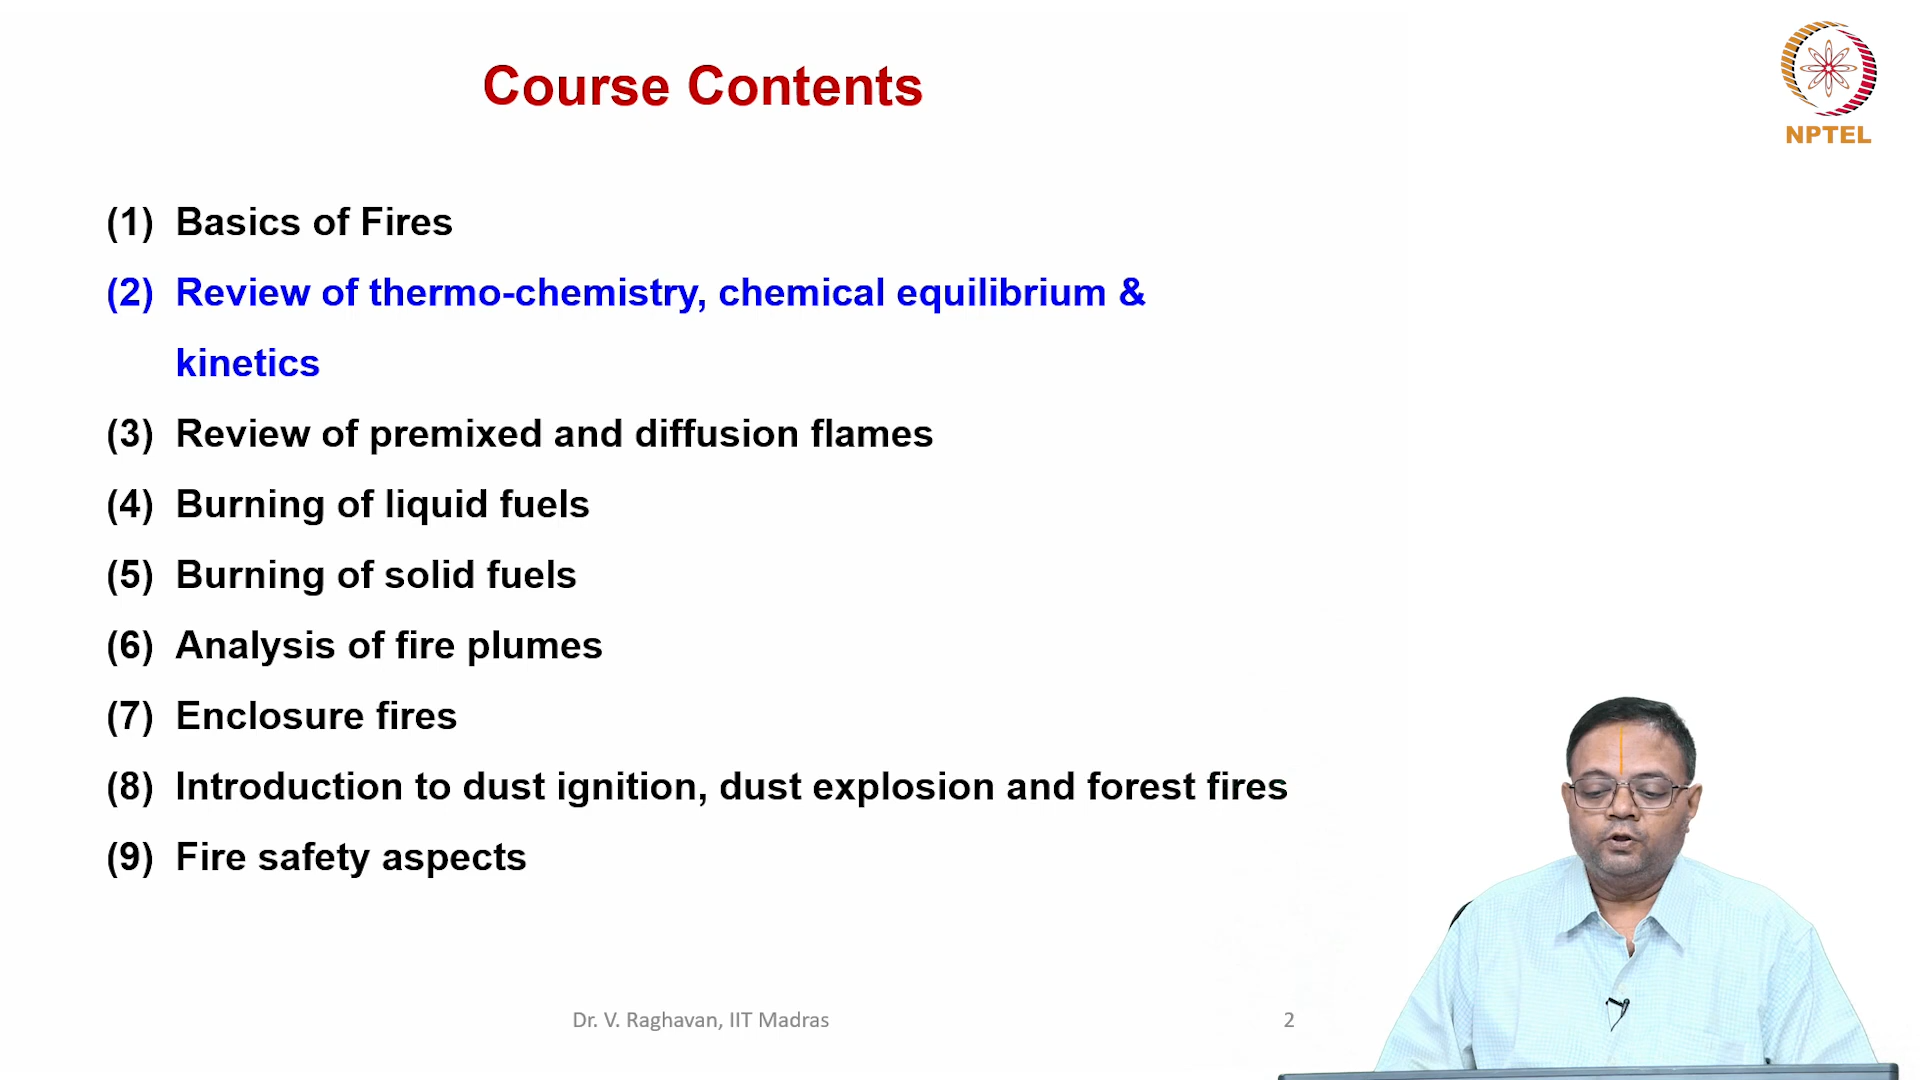 Course Contents
NPTEL
(1) Basics of Fires
(2) Review of thermo-chemistry, chemical equilibrium &
kinetics
(3) Review of premixed and diffusion flames
(4) Burning of liquid fuels
(5) Burning of solid fuels
(6) Analysis of fire plumes
(7) Enclosure fires
(8) Introduction to dust ignition, dust explosion and forest fires
(9) Fire safety aspects
Dr. V. Raghavan, IIT Madras
2